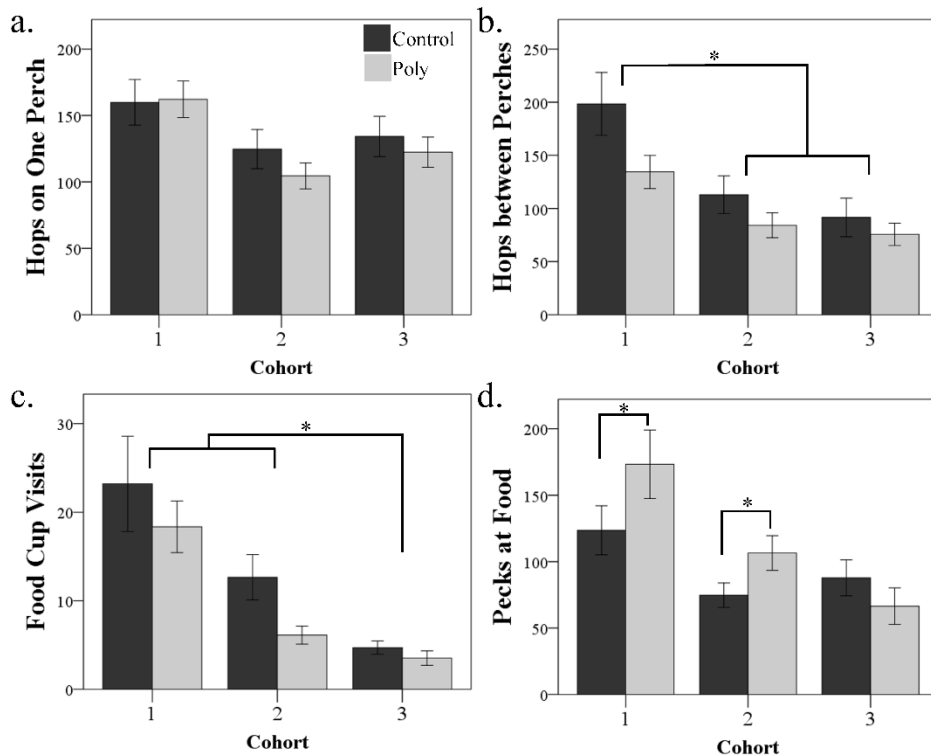 a.
Control
Poly
Hops on One Perch
200
150
100
50
0
1 2 3
Cohort
b.
*
Hops between Perches
250
200
150
100
50
0
1 2 3
Cohort
c.
*
Food Cup Visits
30
20
10
0
1 2 3
Cohort
d.
*
*
Pecks at Food
200
150
100
50
0
1 2 3
Cohort